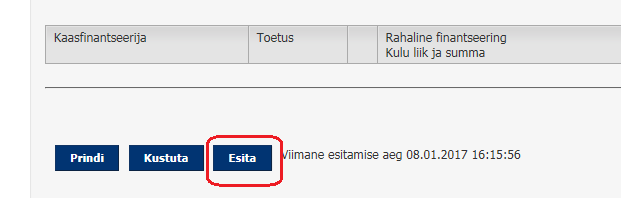 Kaasfinantseerija Toetus Rahaline finantseering
Kulu liik ja summa
Prindi Kustuta Esita Viimane esitamise aeg 08.01.2017 16:15:56